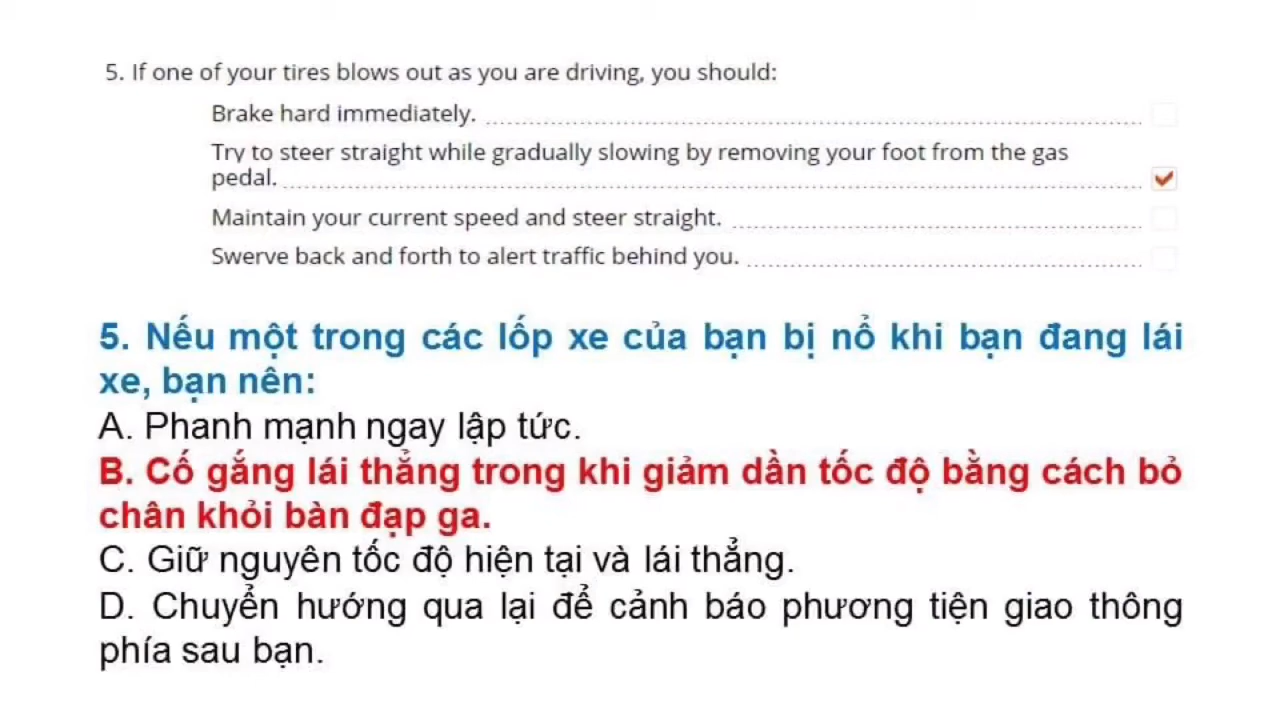 5. If one of your tires blows out as you are driving, you should:
Brake hard immediately.
Try to steer straight while gradually slowing by removing your foot from the gas
pedal.
Maintain your current speed and steer straight.
Swerve back and forth to alert traffic behind you.
5. Nếu một trong các lốp xe của bạn bị nổ khi bạn đang lái
xe, bạn nên:
A. Phanh mạnh ngay lập tức.
B. Cố gắng lái thẳng trong khi giảm dần tốc độ bằng cách bỏ
chân khỏi bàn đạp ga.
C. Giữ nguyên tốc độ hiện tại và lái thẳng.
D. Chuyển hướng qua lại để cảnh báo phương tiện giao thông
phía sau bạn.